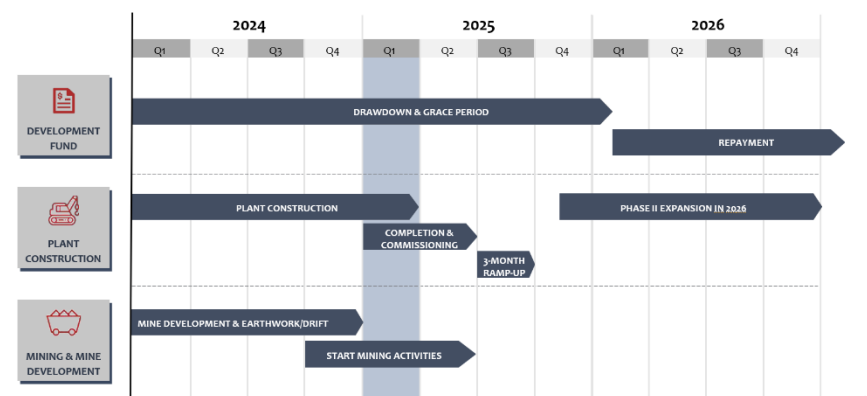 2024 2025 2026
Q1 Q2 Q3 Q4 Q1 Q2 Q3 Q4 Q1 Q2 Q3 Q4
$
DEVELOPMENT
FUND
DRAWDOWN & GRACE PERIOD
REPAYMENT
PLANT
CONSTRUCTION
PLANT CONSTRUCTION
PHASE II EXPANSION IN 2026
COMPLETION &
COMMISSIONING
3-MONTH
RAMP-UP
MINING & MINE
DEVELOPMENT
MINE DEVELOPMENT & EARTHWORK/DRIFT
START MINING ACTIVITIES